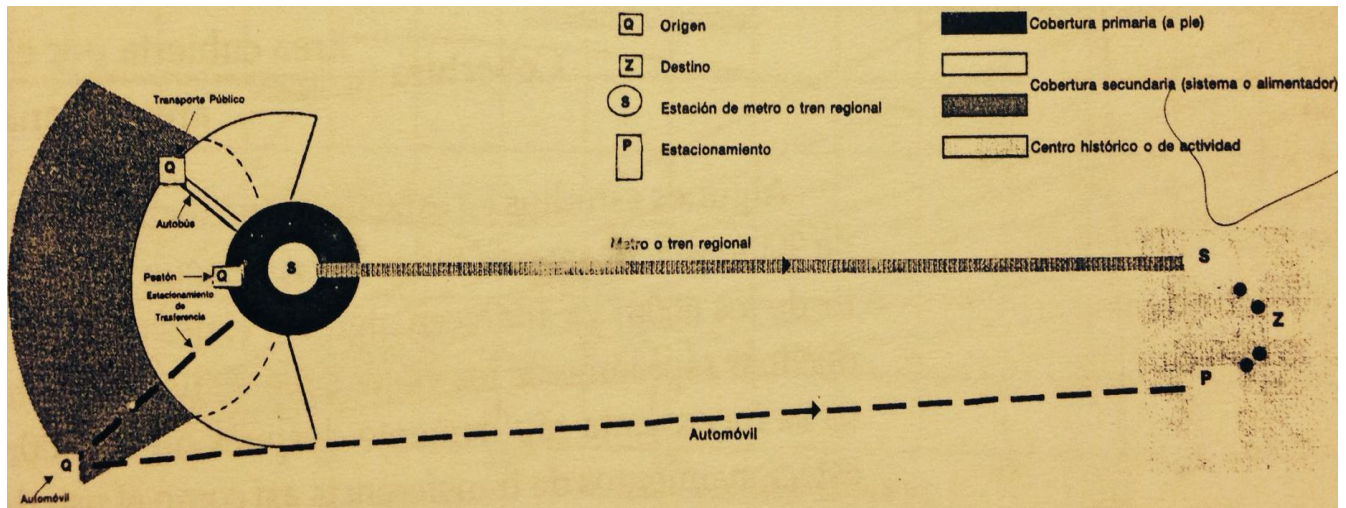 Q Origen
Z Destino
S Estación de metro o tren regional
P Estacionamiento
Cobertura primaria (a pie)
Cobertura secundaria (sistema o alimentador)
Centro histórico o de actividad
Transporte Público
Q
Autobús
Peatón
Q
S
Estacionamiento
de
Trasferencia
Q
Automóvil
Metro o tren regional
Automóvil
S
Z
P